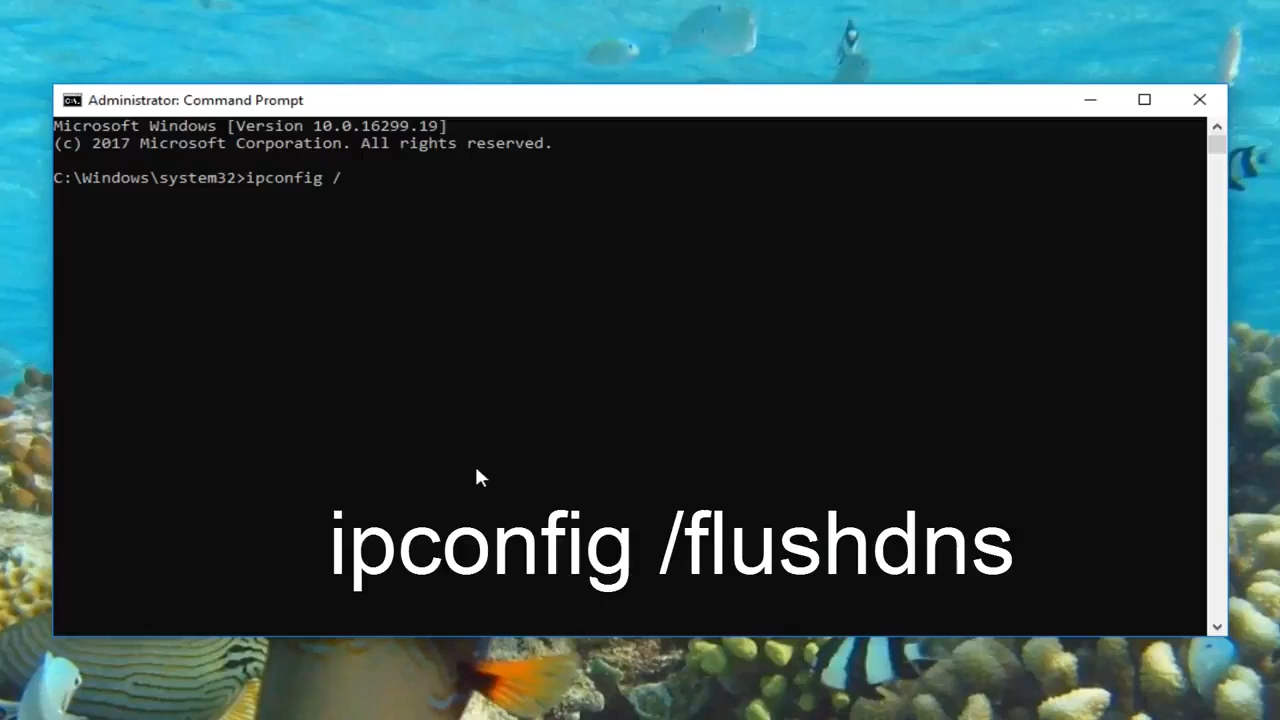 Administrator: Command Prompt
Microsoft Windows [Version 10.0.16299.19]
(c) 2017 Microsoft Corporation. All rights reserved.
C:\Windows\system32>ipconfig /
ipconfig /flushdns